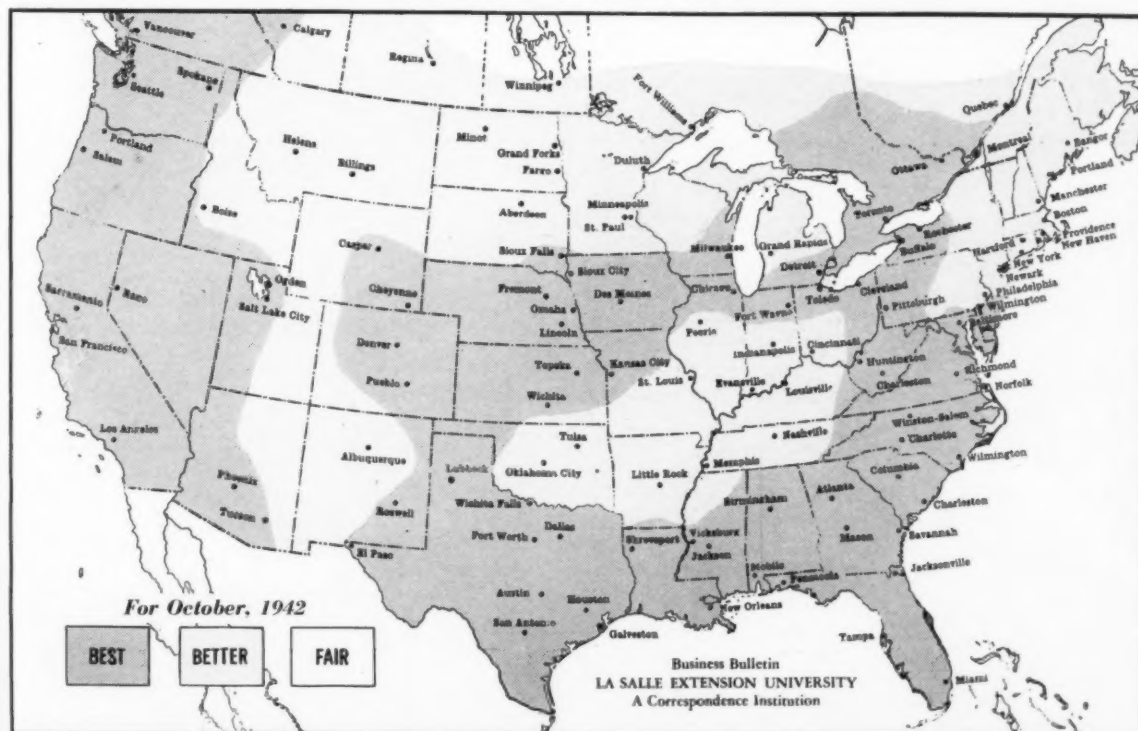 Vancouver
Calgary
Regina
Winnipeg
Fort William
Quebec
Spokane
Seattle
Portland
Salem
Helena
Billings
Minot
Grand Forks
Fargo
Duluth
Ottawa
Montreal
Bangor
Portland
Manchester
Boston
Boise
Aberdeen
Minneapolis
St. Paul
Toronto
Rochester
Buffalo
Providence
New Haven
New York
Newark
Philadelphia
Wilmington
Casper
Sioux Falls
Sioux City
Milwaukee
Grand Rapids
Detroit
Cleveland
Toledo
Pittsburgh
Ogden
Salt Lake City
Cheyenne
Fremont
Omaha
Lincoln
Des Moines
Chicago
Fort Wayne
Peoria
Indianapolis
Cincinnati
Baltimore
Sacramento
Reno
San Francisco
Denver
Pueblo
Topeka
Kansas City
Wichita
St. Louis
Evansville
Louisville
Huntington
Charleston
Richmond
Norfolk
Los Angeles
Albuquerque
Tulsa
Oklahoma City
Little Rock
Memphis
Nashville
Winston-Salem
Charlotte
Wilmington
Columbia
Charleston
Phoenix
Tucson
Roswell
Lubbock
Wichita Falls
Fort Worth
Dallas
El Paso
Shreveport
Vicksburg
Jackson
Birmingham
Atlanta
Macon
Savannah
Jacksonville
Mobile
Pensacola
New Orleans
Austin
Houston
San Antonio
Galveston
Tampa
Miami
For October, 1942
BEST
BETTER
FAIR
Business Bulletin
LA SALLE EXTENSION UNIVERSITY
A Correspondence Institution